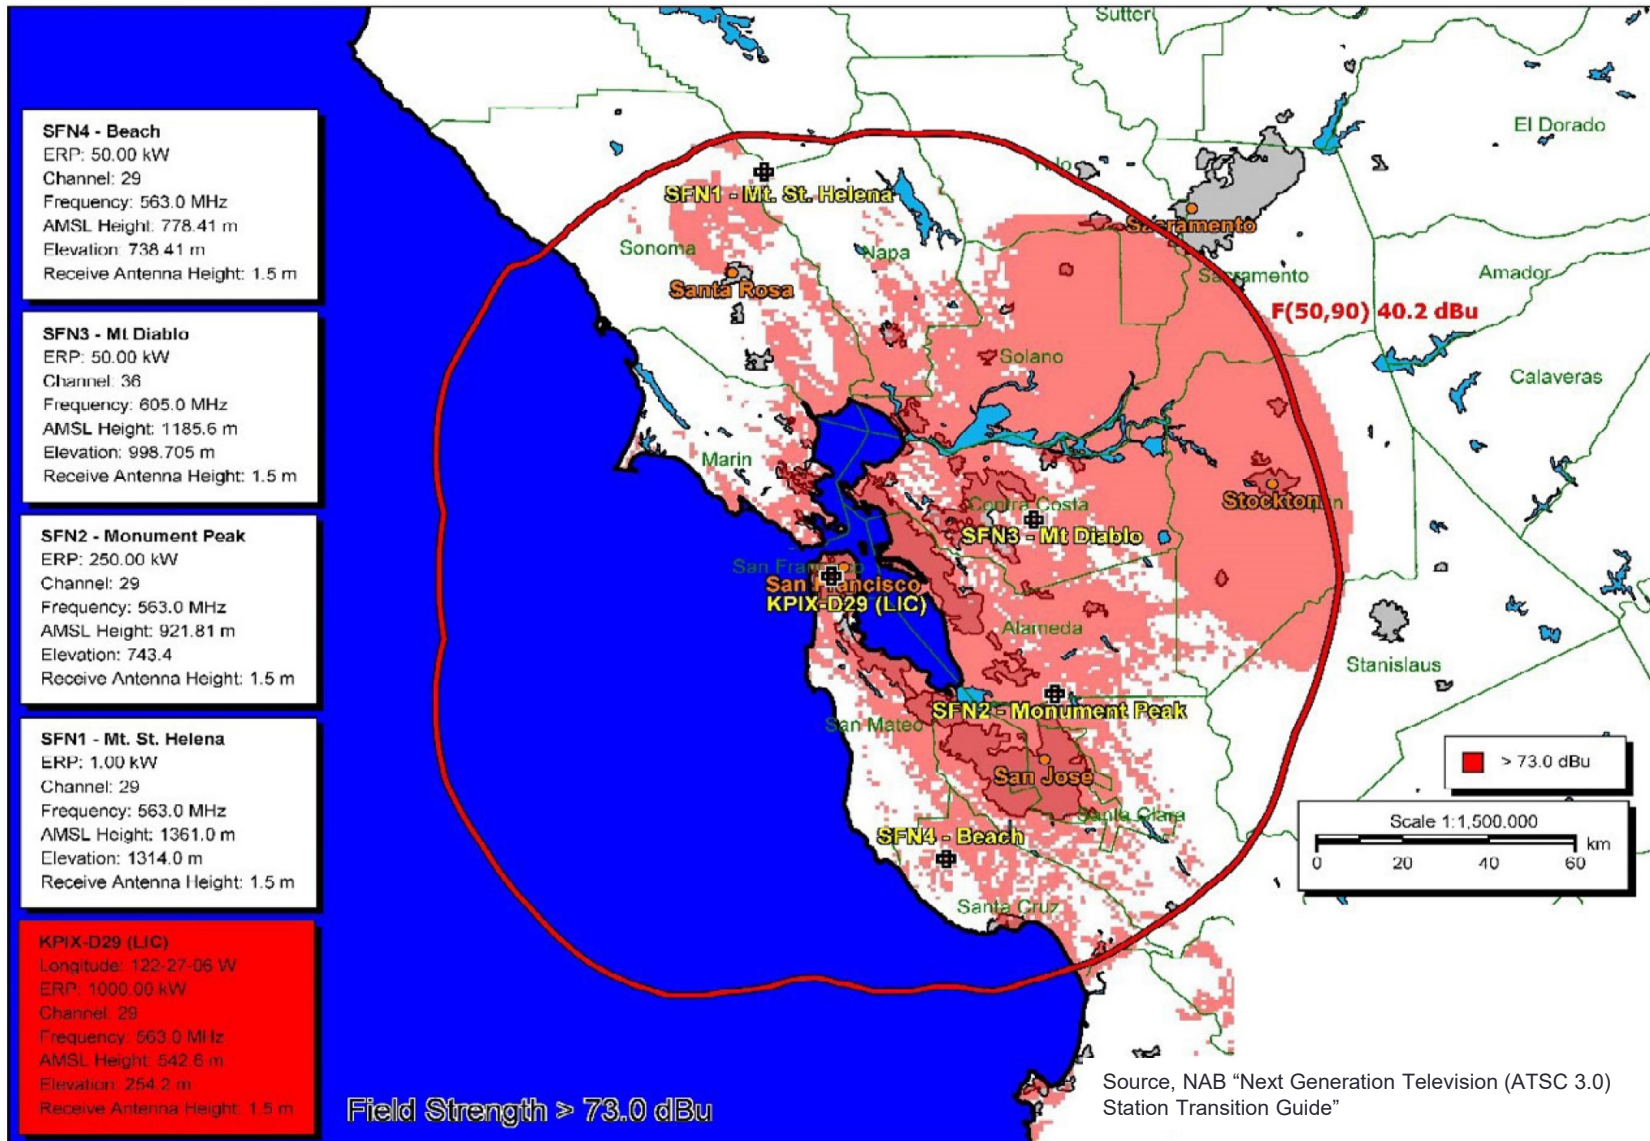 Sutter
SFN4 - Beach
ERP: 50.00 kW
Channel: 29
Frequency: 563.0 MHz
AMSL Height: 778.41 m
Elevation: 738.41 m
Receive Antenna Height: 1.5 m
El Dorado
SFN1 - Mt. St. Helena
Sacramento
Sonoma
Napa
Sacramento
Amador
Santa Rosa
F(50,90) 40.2 dBu
SFN3 - Mt Diablo
ERP: 50.00 kW
Channel: 36
Frequency: 605.0 MHz
AMSL Height: 1185.6 m
Elevation: 998.705 m
Receive Antenna Height: 1.5 m
Solano
Calaveras
Marin
Stockton
Contra Costa
SFN3 - Mt Diablo
SFN2 - Monument Peak
ERP: 250.00 kW
Channel: 29
Frequency: 563.0 MHz
AMSL Height: 921.81 m
Elevation: 743.4
Receive Antenna Height: 1.5 m
San Francisco
San Francisco
KPIX-D29 (LIC)
Alameda
Stanislaus
SFN2 - Monument Peak
San Mateo
SFN1 - Mt. St. Helena
ERP: 1.00 kW
Channel: 29
Frequency: 563.0 MHz
AMSL Height: 1361.0 m
Elevation: 1314.0 m
Receive Antenna Height: 1.5 m
San Jose
> 73.0 dBu
Santa Clara
Scale 1:1,500,000
0 20 40 60 km
SFN4 - Beach
Santa Cruz
KPIX-D29 (LIC)
Longitude: 122-27-06 W
ERP: 1000.00 kW
Channel: 29
Frequency: 563.0 MHz
AMSL Height: 542.6 m
Elevation: 254.2 m
Receive Antenna Height: 1.5 m
Field Strength > 73.0 dBu
Source, NAB “Next Generation Television (ATSC 3.0)
Station Transition Guide”